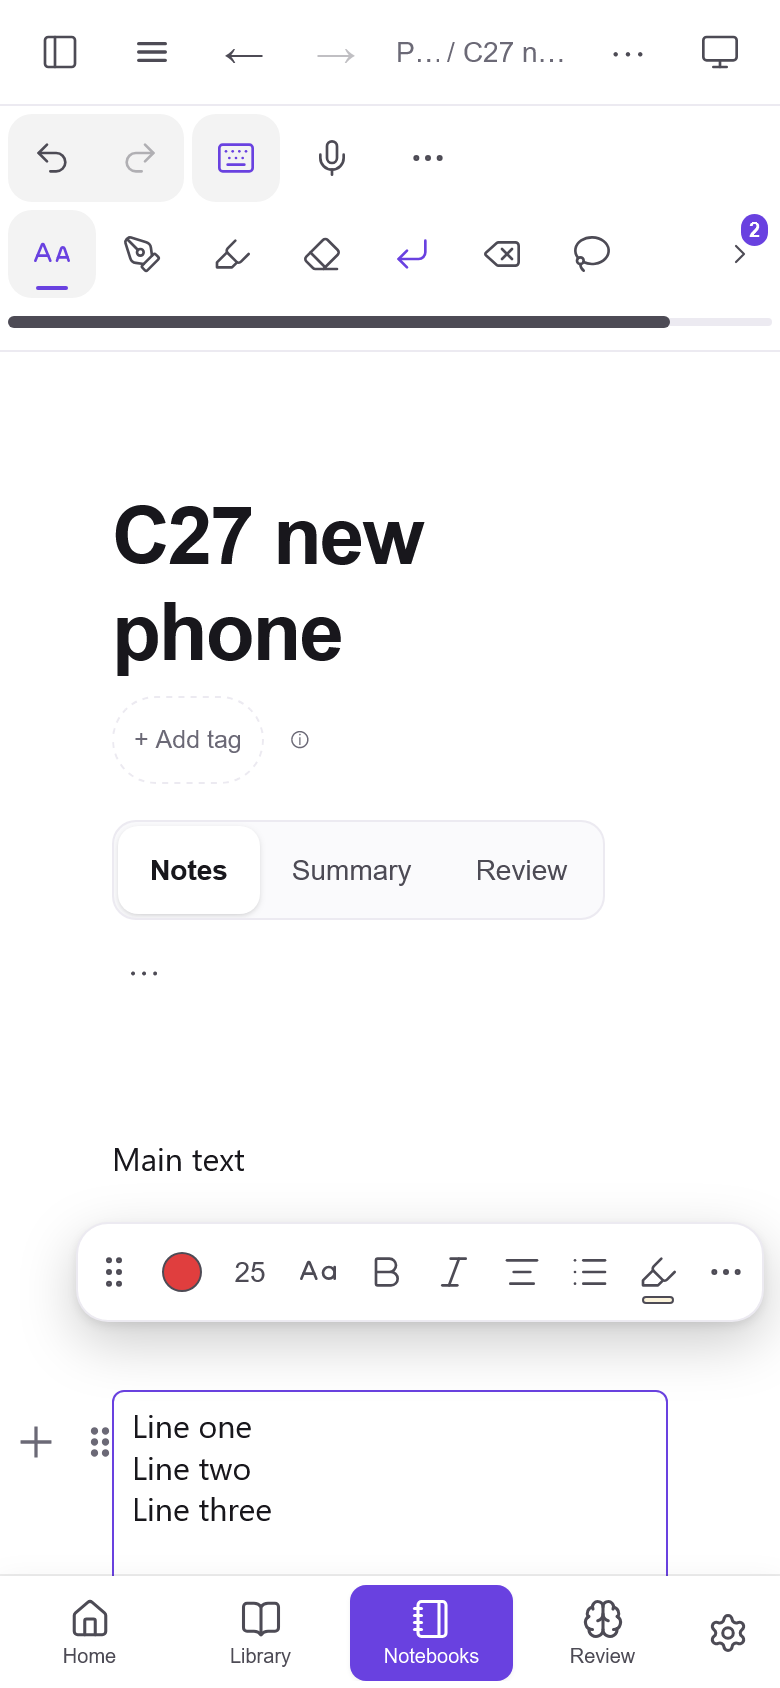 P… / C27 n…
2
C27 new
phone
+ Add tag
Notes Summary Review
Main text
25 Aa B I
Line one
Line two
Line three
Home Library Notebooks Review